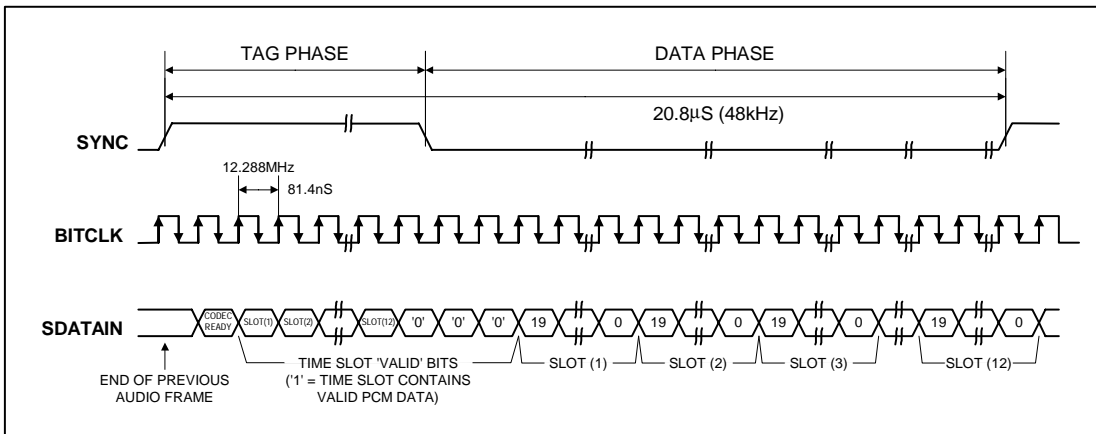 TAG PHASE DATA PHASE
20.8µS (48kHz)
SYNC
12.288MHz
81.4nS
BITCLK
SDATAIN
CODEC
READY
SLOT(1) SLOT(2) SLOT(12) '0' '0' '0' 19 0 19 0 19 0 19 0
END OF PREVIOUS
AUDIO FRAME
TIME SLOT 'VALID' BITS
('1' = TIME SLOT CONTAINS
VALID PCM DATA)
SLOT (1) SLOT (2) SLOT (3) SLOT (12)